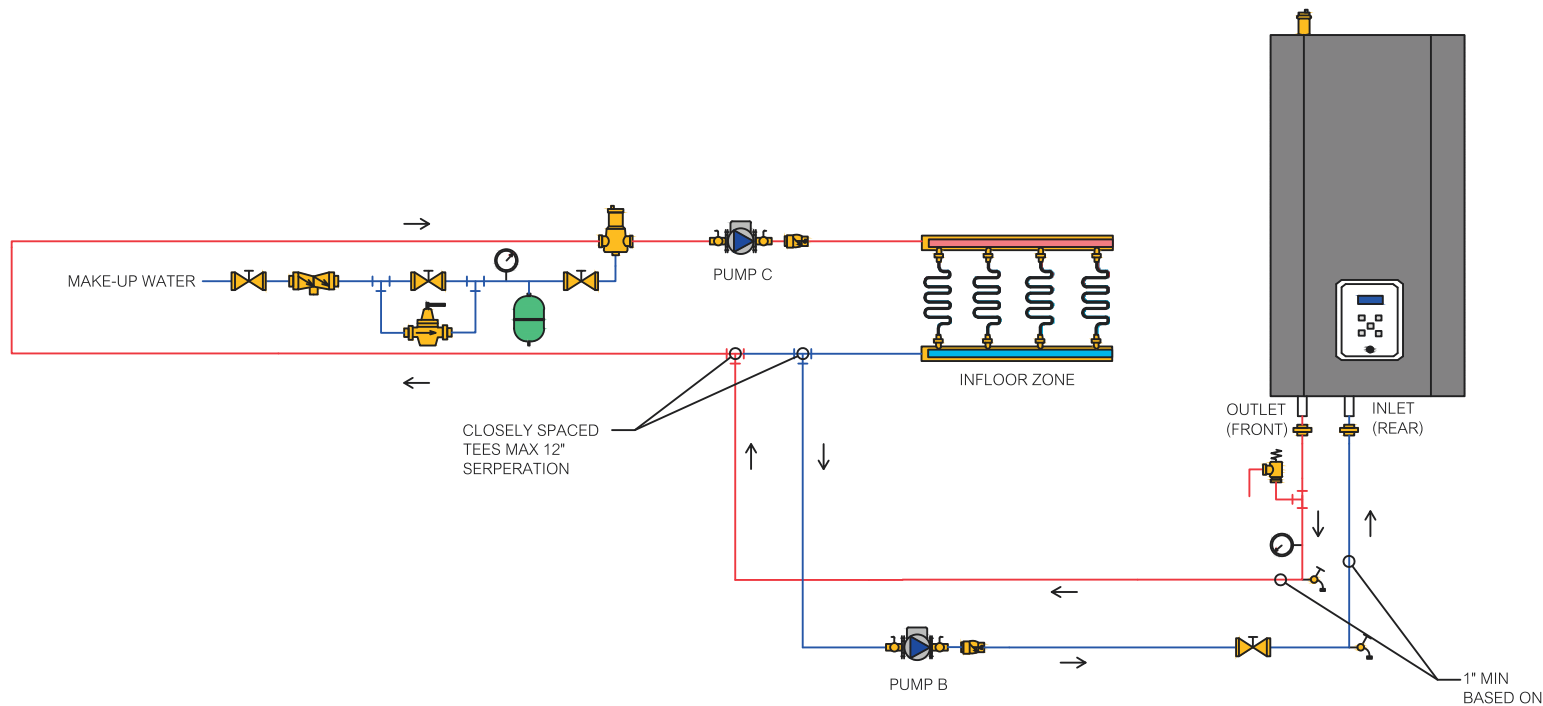 MAKE-UP WATER
PUMP C
INFLOOR ZONE
CLOSELY SPACED
TEES MAX 12"
SERPERATION
OUTLET
(FRONT)
INLET
(REAR)
PUMP B
1" MIN
BASED ON